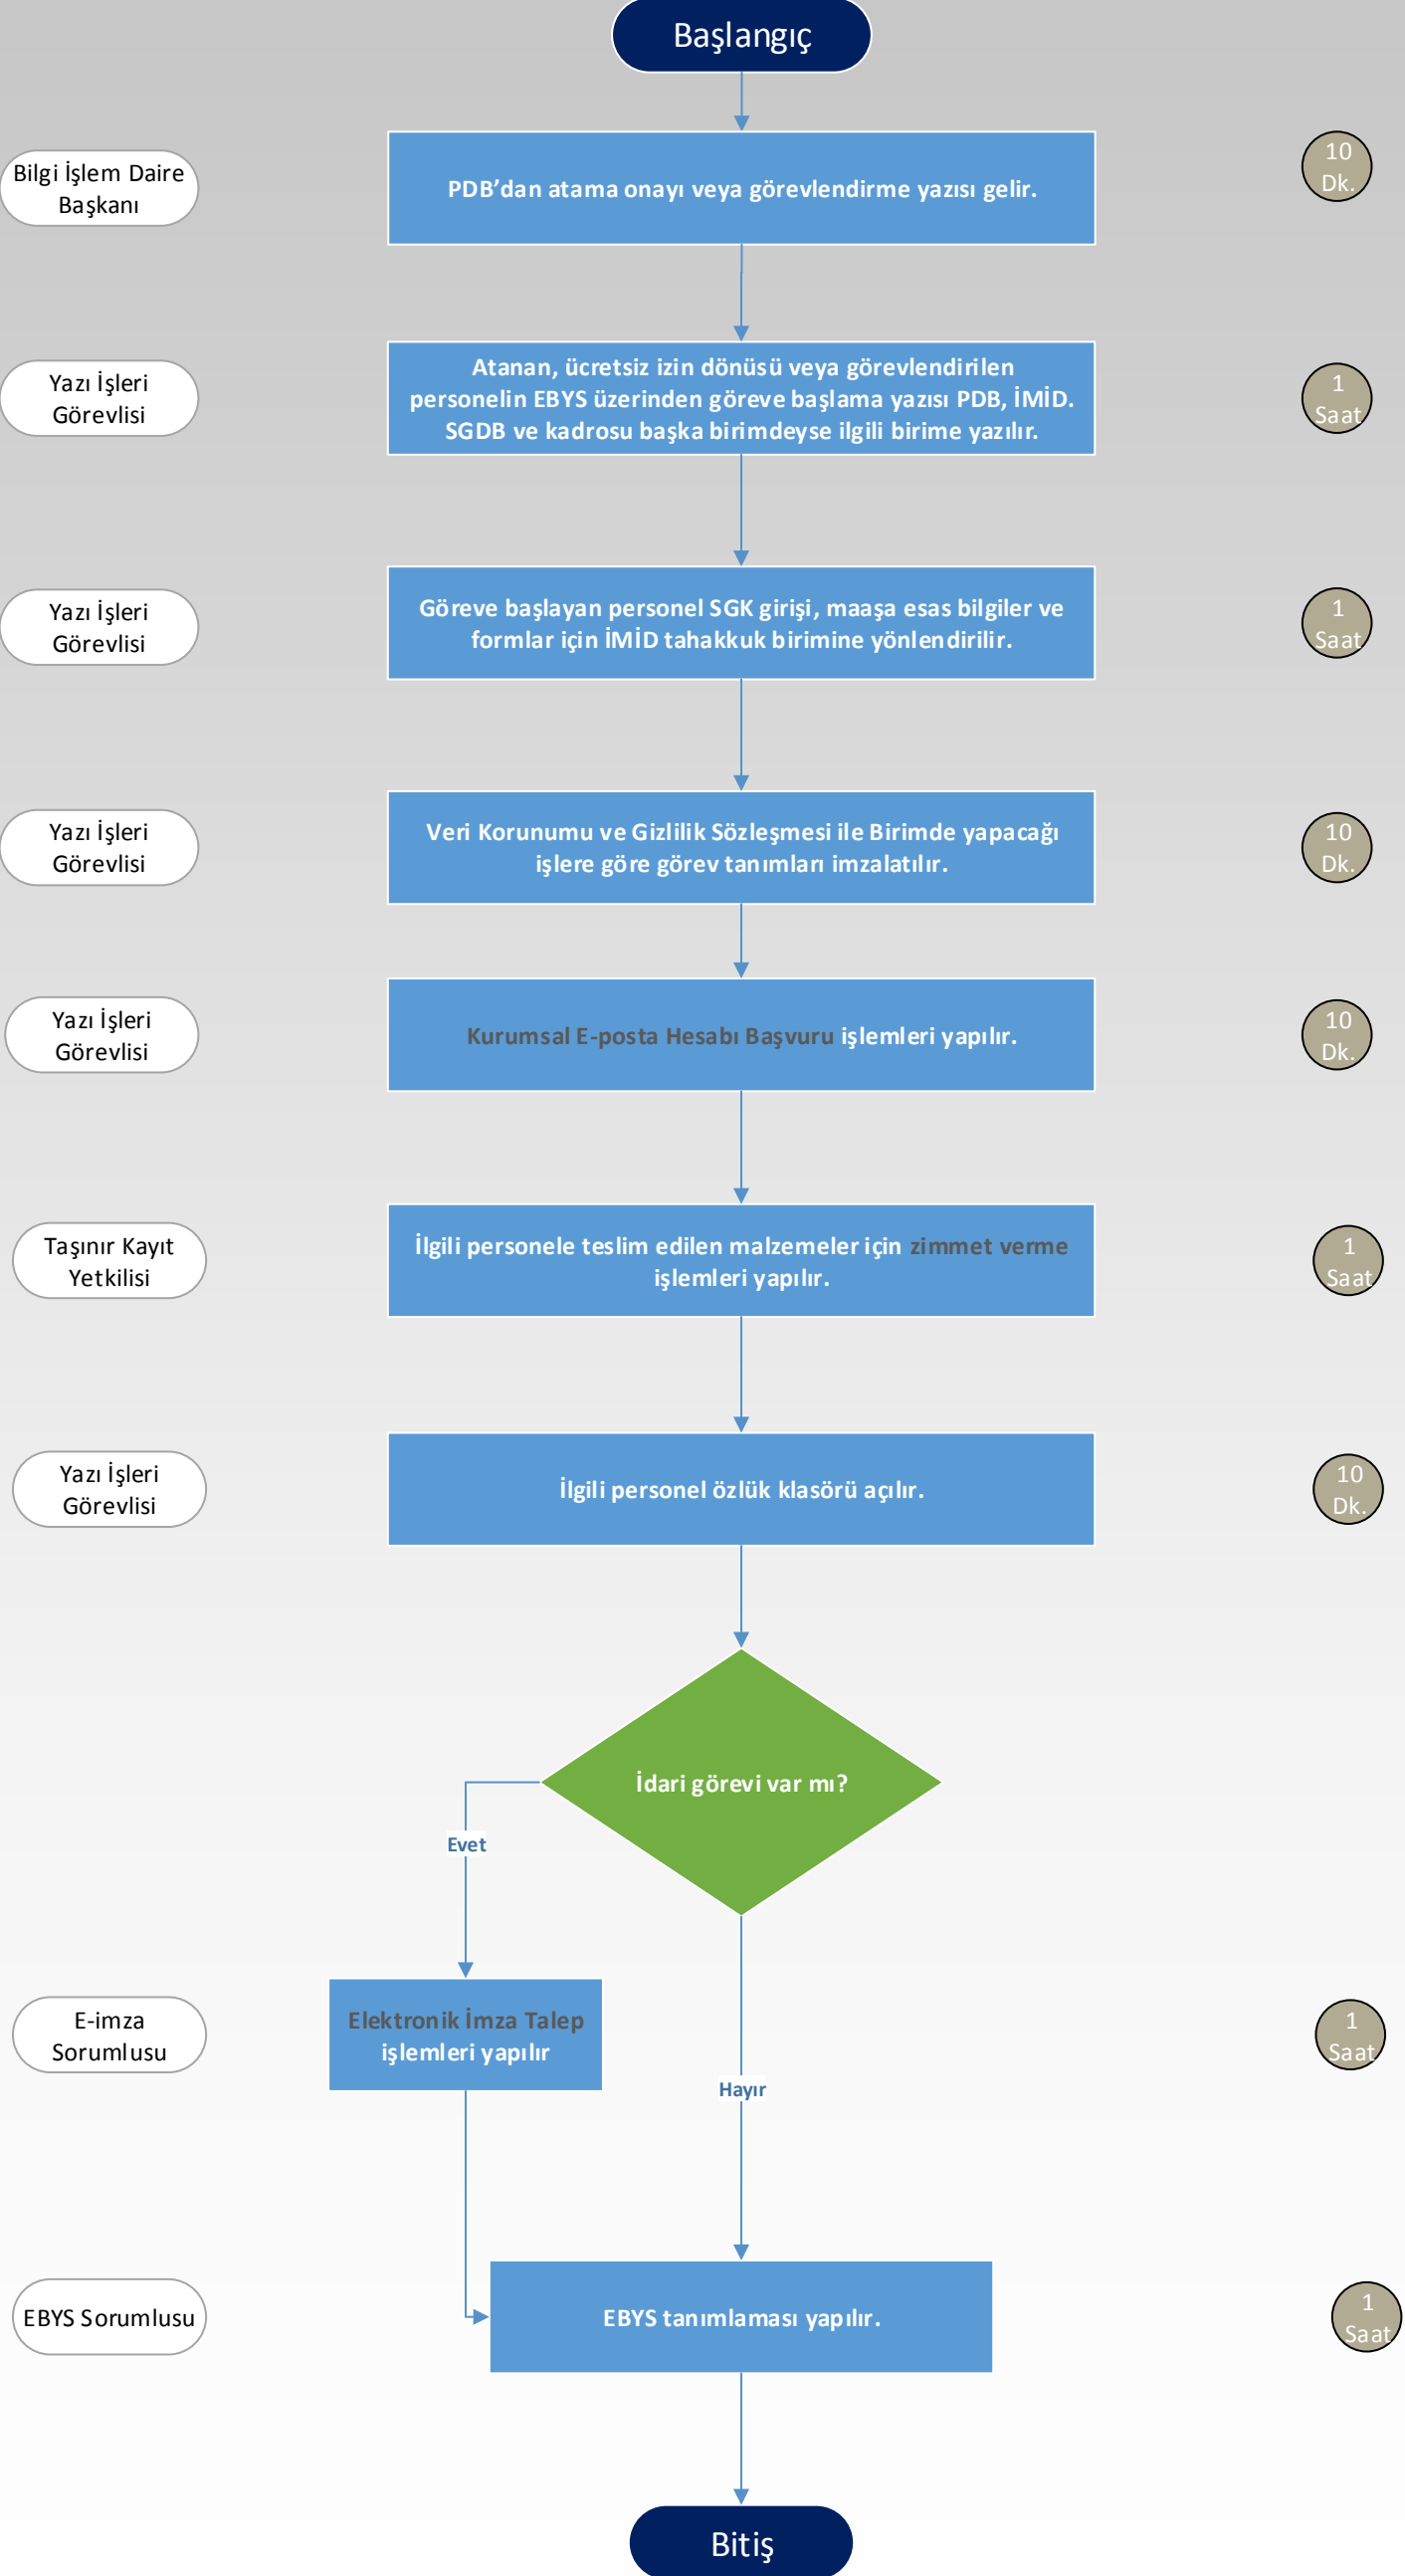 Başlangıç
Bilgi İşlem Daire
Başkanı
PDB’dan atama onayı veya görevlendirme yazısı gelir.
10
Dk.
Yazı İşleri
Görevlisi
Atanan, ücretsiz izin dönüsü veya görevlendirilen
personelin EBYS üzerinden göreve başlama yazısı PDB, İMİD.
SGDB ve kadrosu başka birimdeyse ilgili birime yazılır.
1
Saat
Yazı İşleri
Görevlisi
Göreve başlayan personel SGK girişi, maaşa esas bilgiler ve
formlar için İMİD tahakkuk birimine yönlendirilir.
1
Saat
Yazı İşleri
Görevlisi
Veri Korunumu ve Gizlilik Sözleşmesi ile Birimde yapacağı
işlere göre görev tanımları imzalatılır.
10
Dk.
Yazı İşleri
Görevlisi
Kurumsal E-posta Hesabı Başvuru işlemleri yapılır.
10
Dk.
Taşınır Kayıt
Yetkilisi
İlgili personele teslim edilen malzemeler için zimmet verme
işlemleri yapılır.
1
Saat
Yazı İşleri
Görevlisi
İlgili personel özlük klasörü açılır.
10
Dk.
İdari görevi var mı?
Evet
E-imza
Sorumlusu
Elektronik İmza Talep
işlemleri yapılır
1
Saat
Hayır
EBYS Sorumlusu
EBYS tanımlaması yapılır.
1
Saat
Bitiş